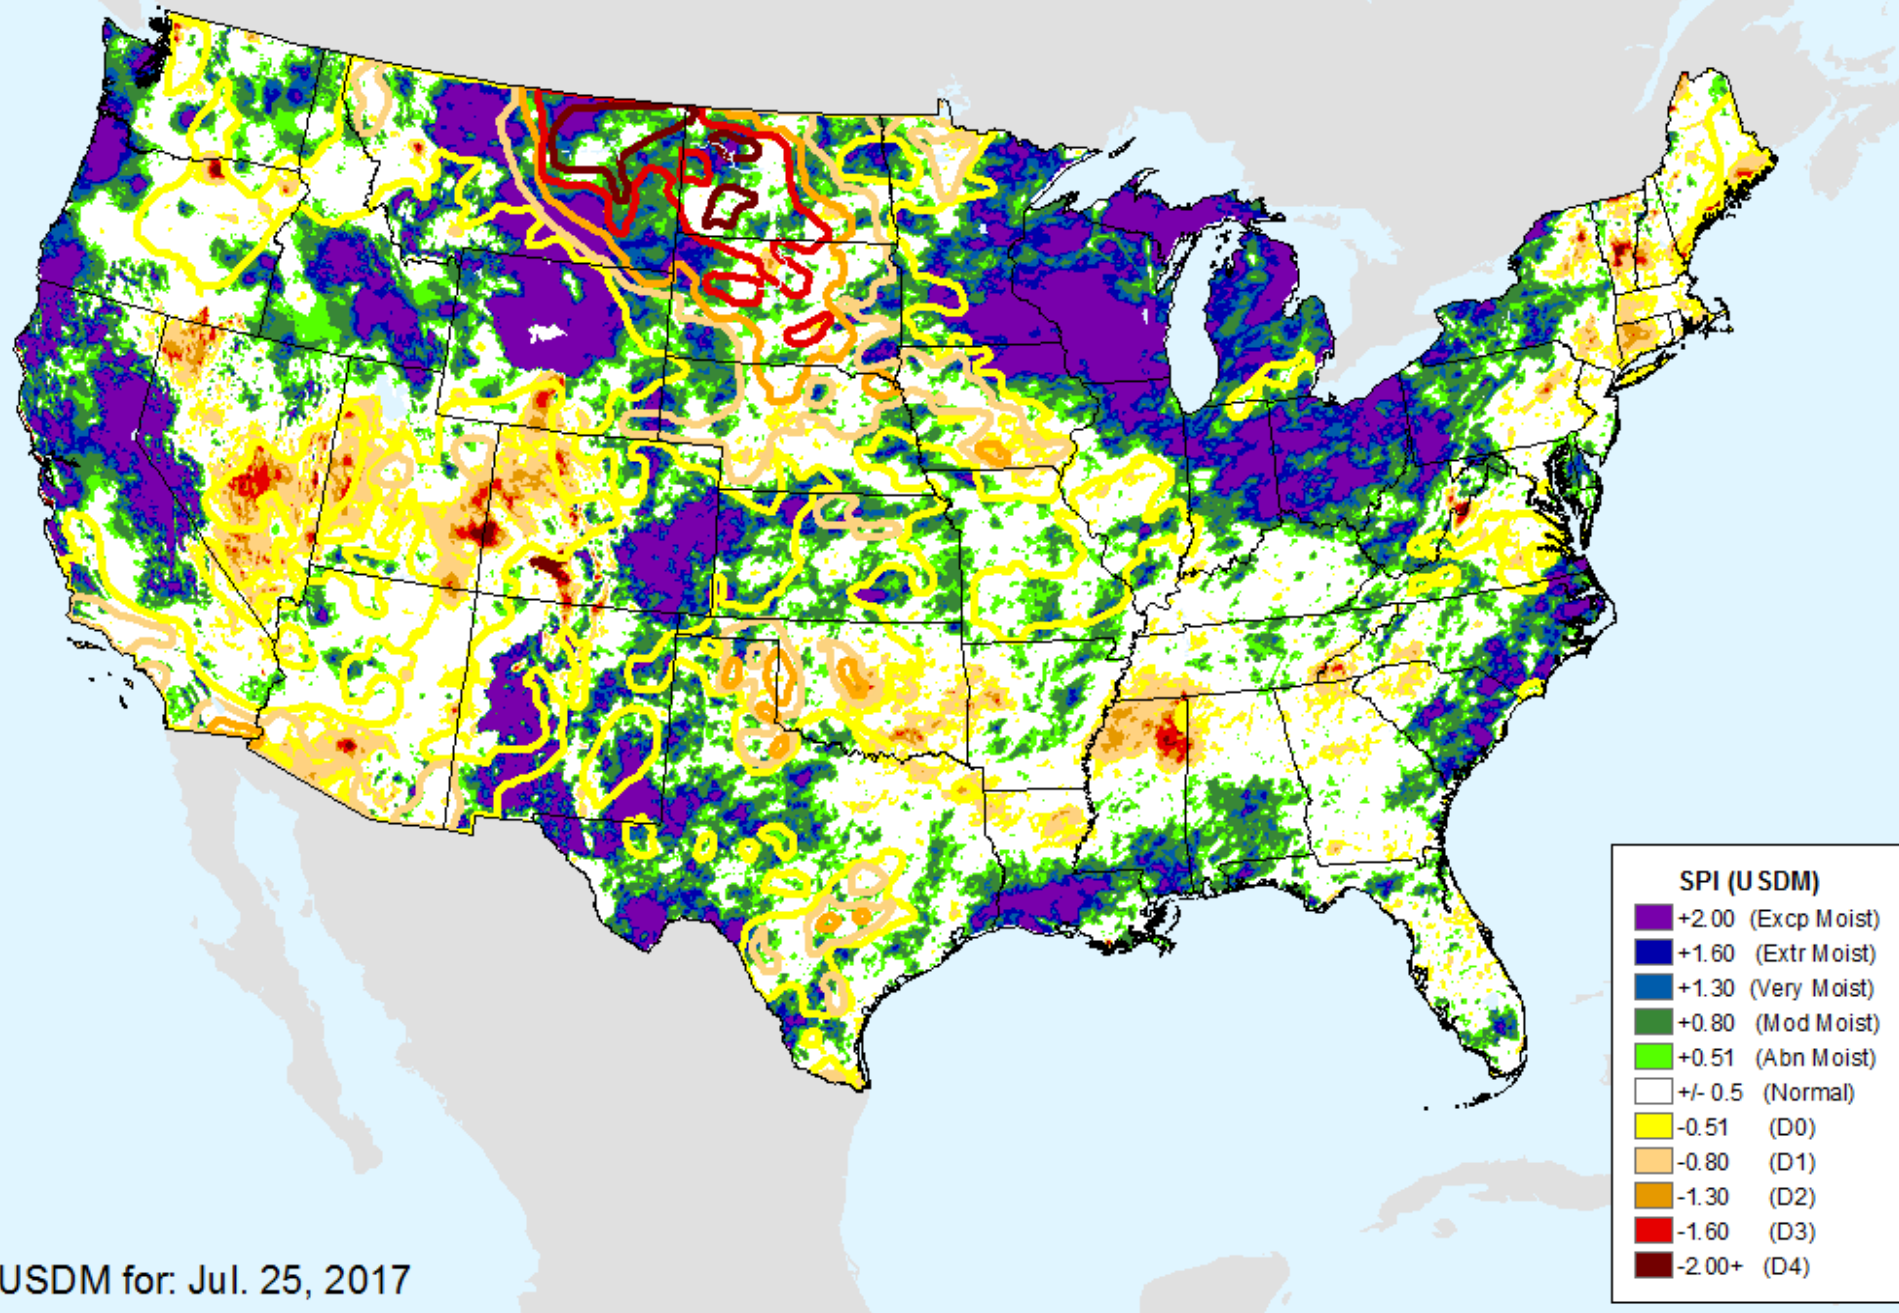 SPI (USDM)
+2.00 (Excp Moist)
+1.60 (Extr Moist)
+1.30 (Very Moist)
+0.80 (Mod Moist)
+0.51 (Abn Moist)
+/- 0.5 (Normal)
-0.51 (D0)
-0.80 (D1)
-1.30 (D2)
-1.60 (D3)
-2.00+ (D4)
USDM for: Jul. 25, 2017